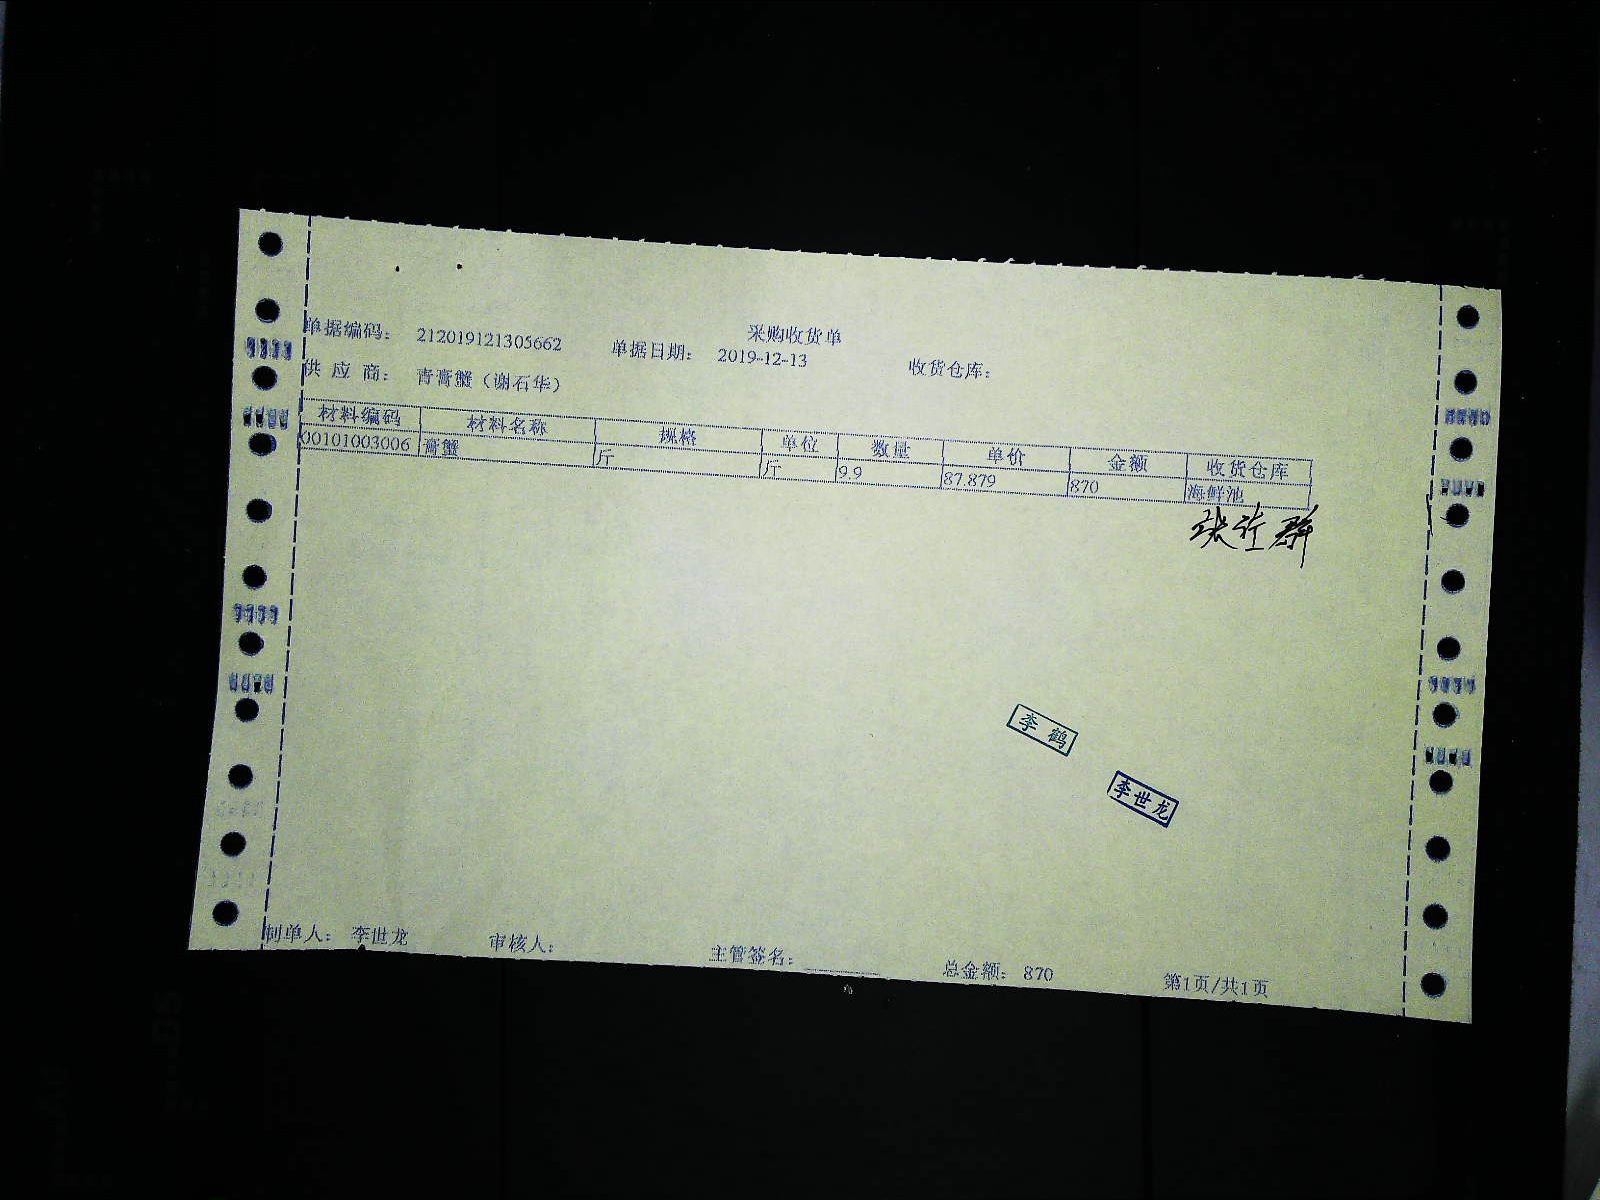 采购收货单
单据编码: 212019121305662 单据日期: 2019-12-13 收货仓库:
供应商: 青膏蟹（谢石华）
材料编码 材料名称 规格 单位 数量 单价 金额 收货仓库
00101003006 膏蟹 斤 斤 9.9 87.879 870 海鲜池
李鹤
李世龙
制单人: 李世龙 审核人: 主管签名: 总金额: 870 第1页/共1页